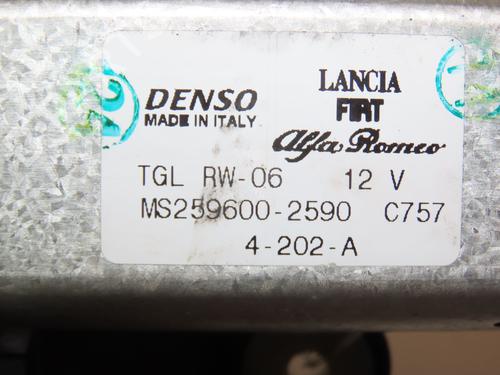 DENSO
MADE IN ITALY
LANCIA
FIAT
Alfa Romeo
TGL RW-06 12 V
MS259600-2590 C757
4-202-A